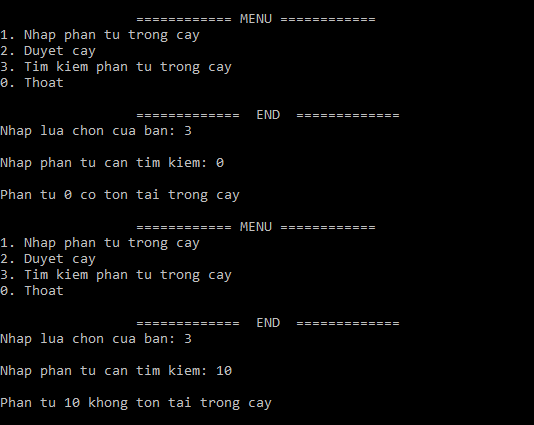 ============ MENU ============
1. Nhap phan tu trong cay
2. Duyet cay
3. Tim kiem phan tu trong cay
0. Thoat
============= END =============
Nhap lua chon cua ban: 3
Nhap phan tu can tim kiem: 0
Phan tu 0 co ton tai trong cay
============ MENU ============
1. Nhap phan tu trong cay
2. Duyet cay
3. Tim kiem phan tu trong cay
0. Thoat
============= END =============
Nhap lua chon cua ban: 3
Nhap phan tu can tim kiem: 10
Phan tu 10 khong ton tai trong cay